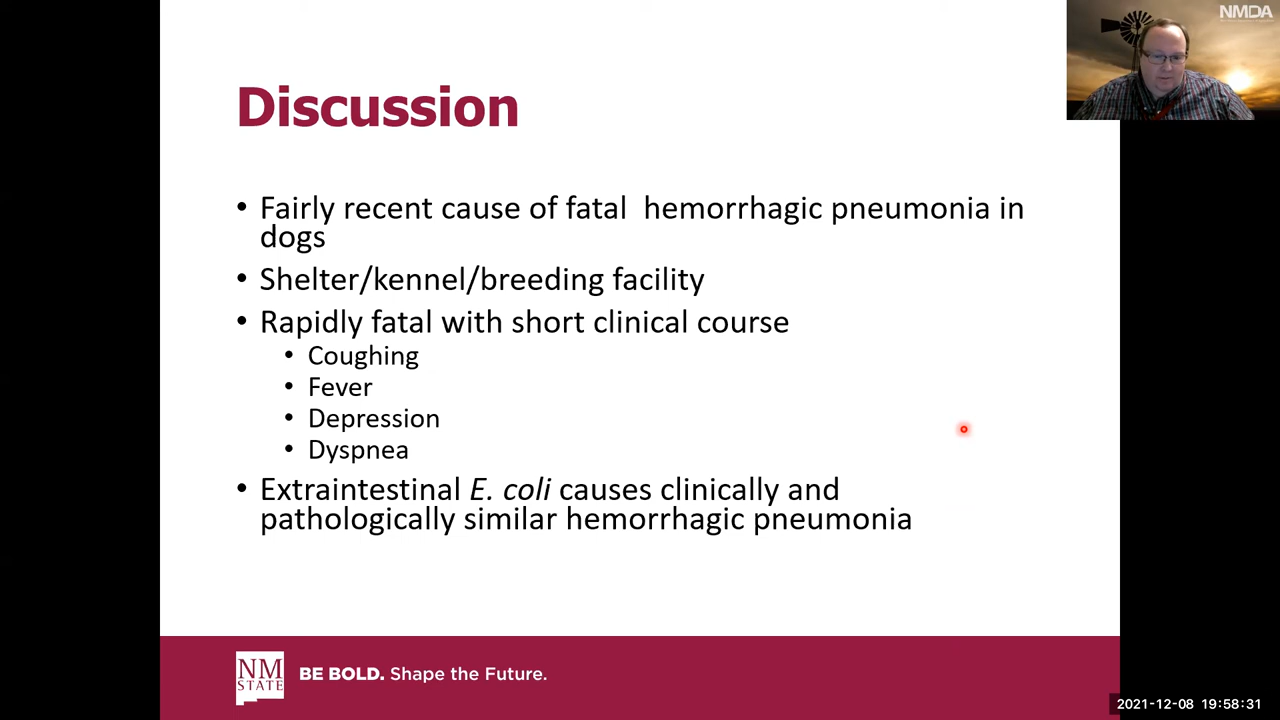 NMDA
Discussion
• Fairly recent cause of fatal  hemorrhagic pneumonia in
dogs
• Shelter/kennel/breeding facility
• Rapidly fatal with short clinical course
• Coughing
• Fever
• Depression
• Dyspnea
• Extraintestinal E. coli causes clinically and
pathologically similar hemorrhagic pneumonia
NM
STATE
BE BOLD. Shape the Future.
2021-12-08 19:58:31